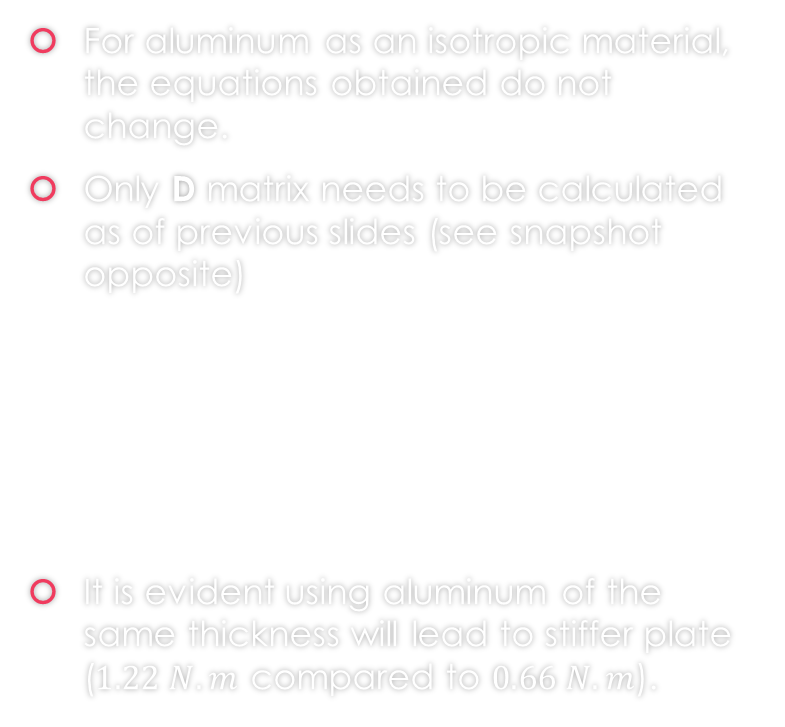 For aluminum as an isotropic material,
the equations obtained do not
change.
Only D matrix needs to be calculated
as of previous slides (see snapshot
opposite)
It is evident using aluminum of the
same thickness will lead to stiffer plate
(1.22 N.m compared to 0.66 N.m).